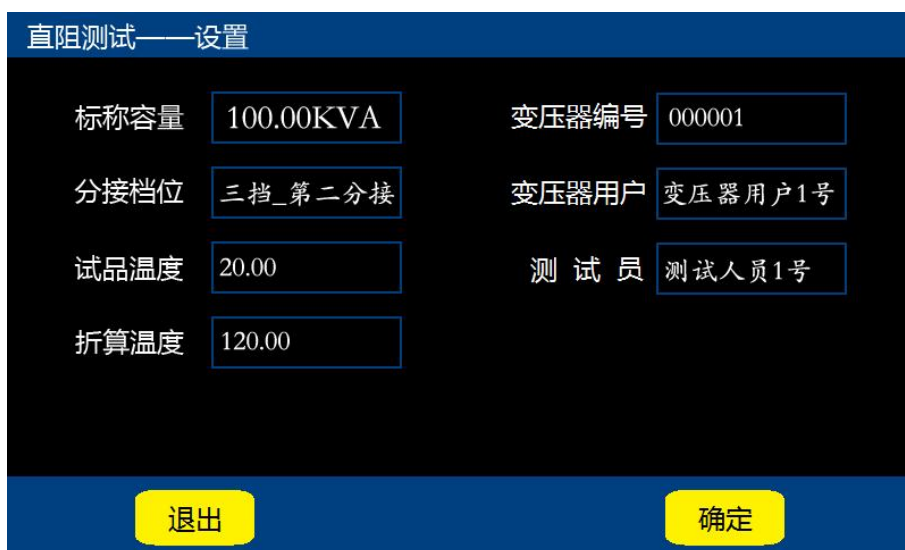 直阻测试——设置
标称容量 100.00KVA 变压器编号 000001
分接档位 三挡_第二分接 变压器用户 变压器用户1号
试品温度 20.00 测 试 员 测试人员1号
折算温度 120.00
退出 确定